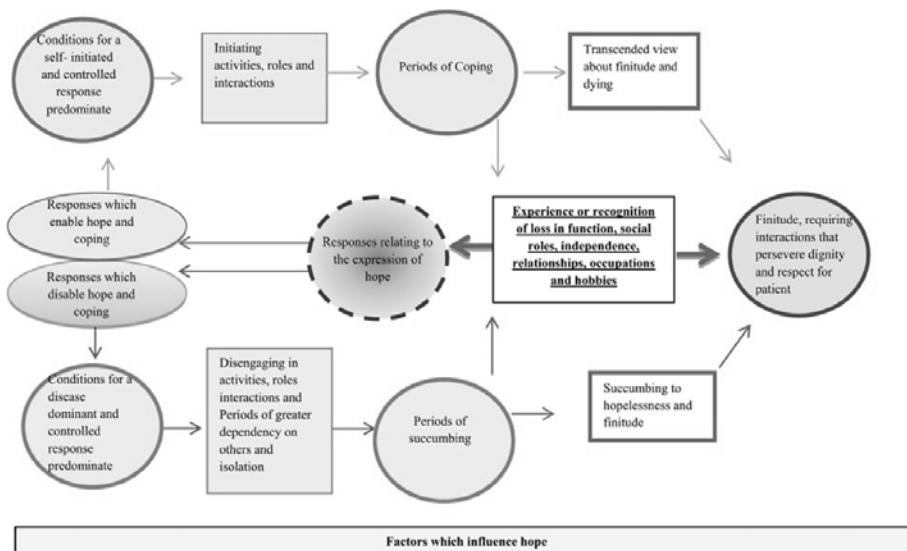 Conditions for a
self- initiated
and controlled
response
predominate
Initiating
activities, roles and
interactions
Periods of Coping
Transcended view
about finitude and
dying
Responses which
enable hope and
coping
Responses which
disable hope and
coping
Responses relating to
the expression of
hope
Experience or recognition
of loss in function, social
roles, independence,
relationships, occupations
and hobbies
Finitude, requiring
interactions that
persevere dignity
and respect for
patient
Conditions for a
disease
dominant and
controlled
response
predominate
Disengaging in
activities, roles
interactions and
Periods of greater
dependency on
others and
isolation
Periods of
succumbing
Succumbing to
hopelessness and
finitude
Factors which influence hope